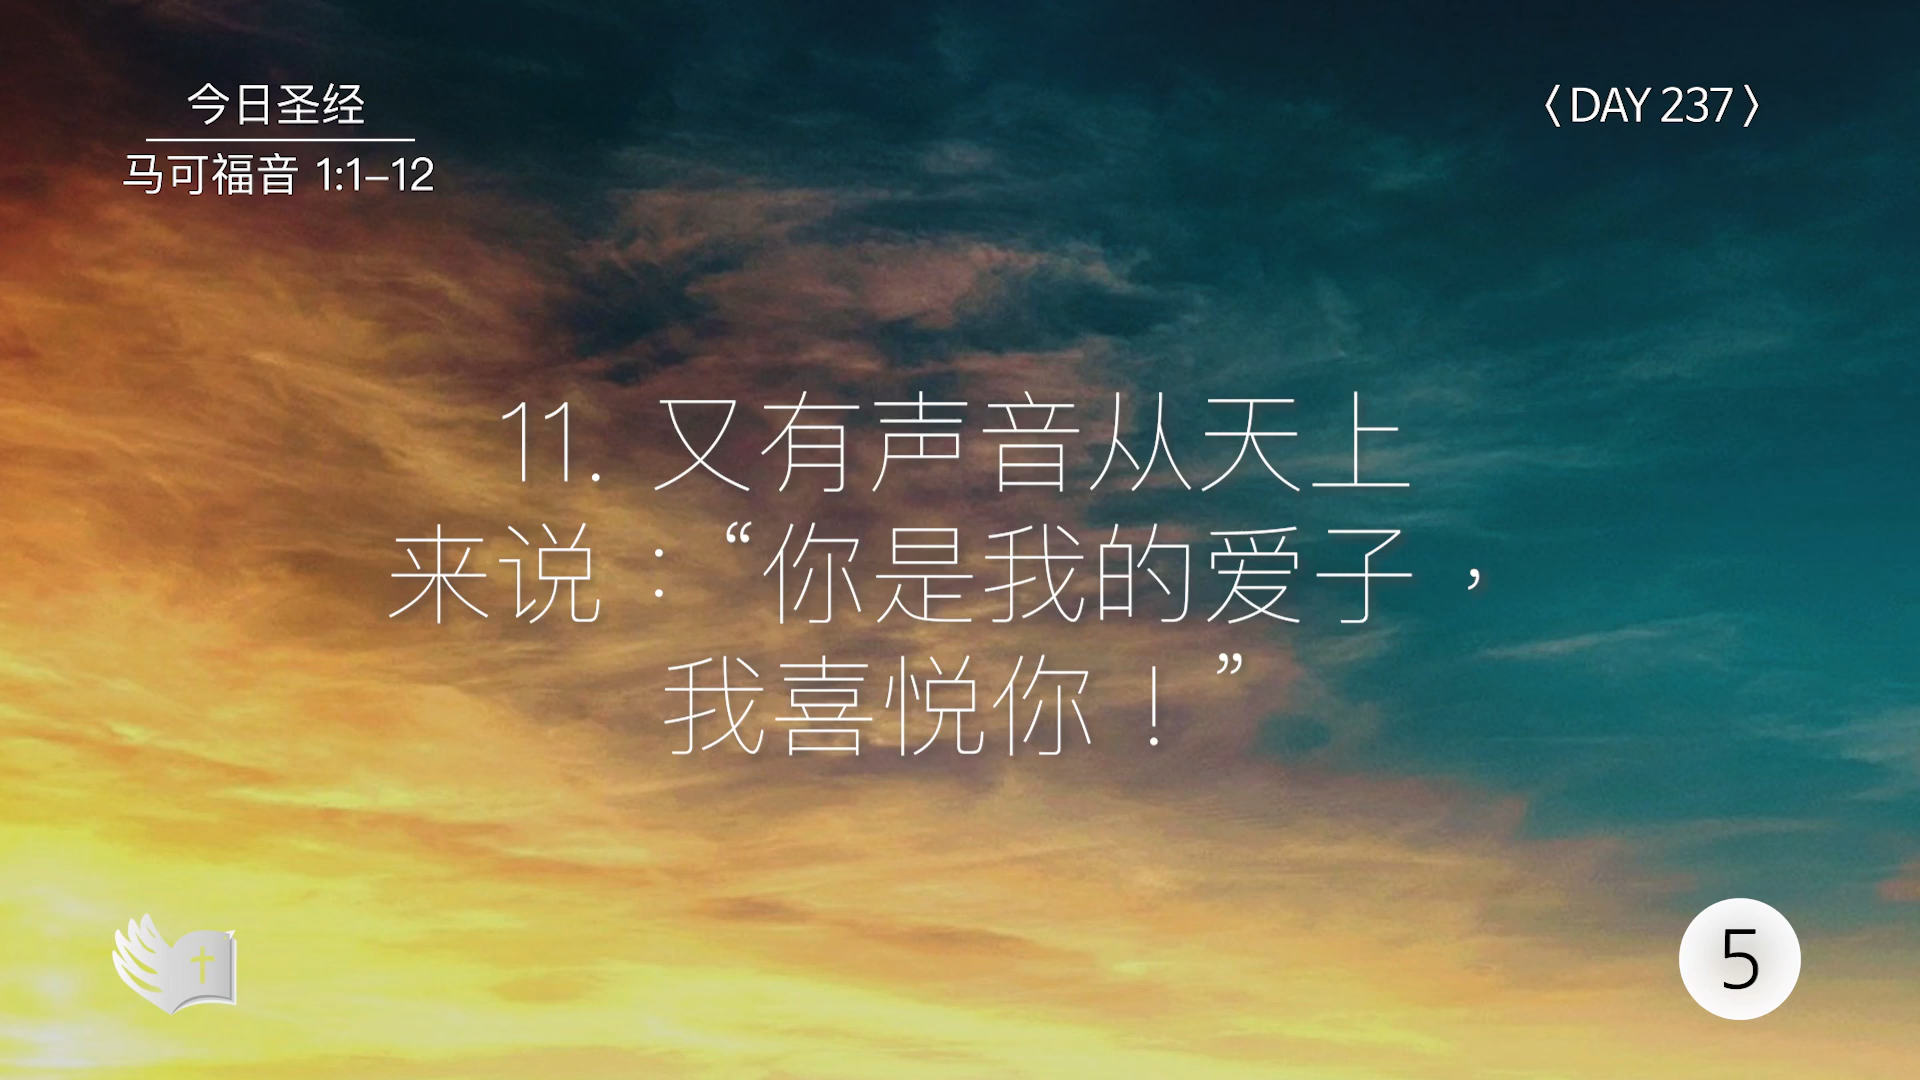 今日圣经
马可福音 1:1–12
〈 DAY 237 〉
11. 又有声音从天上
来说：“你是我的爱子，
我喜悦你！”
5